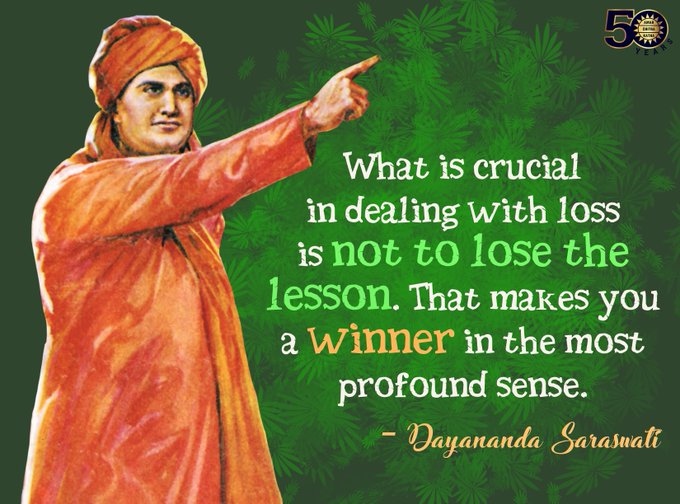 50
YEARS
What is crucial
in dealing with loss
is not to lose the
lesson. That makes you
a winner in the most
profound sense.
- Dayananda Saraswati